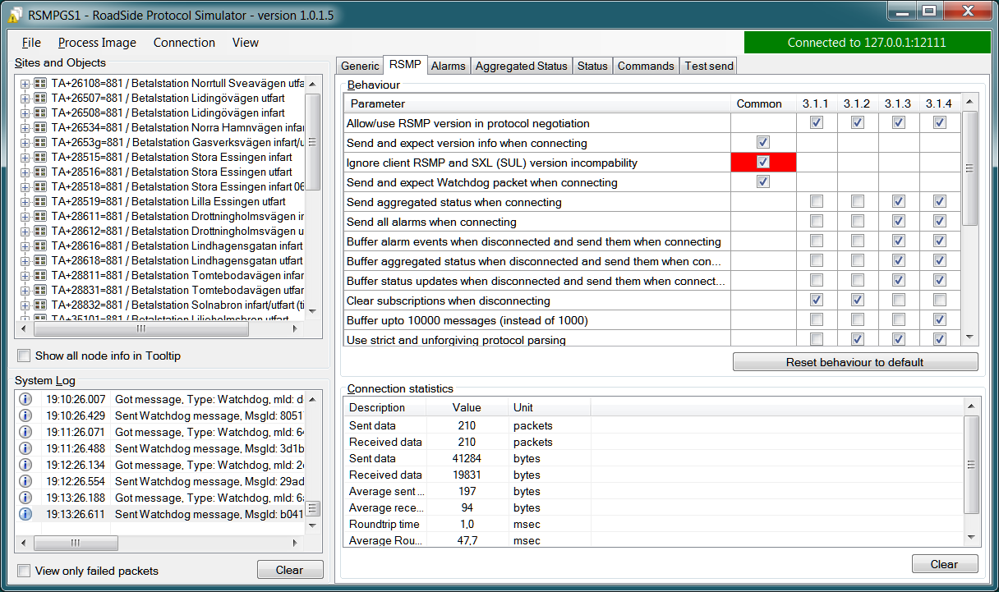 RSMPGS1 - RoadSide Protocol Simulator - version 1.0.1.5
File Process Image Connection View
Connected to 127.0.0.1:12111
Sites and Objects
TA+26108=881 / Betalstation Norrtull Sveavägen utfa
TA+26507=881 / Betalstation Lidingövägen utfart
TA+26508=881 / Betalstation Lidingövägen infart
TA+26534=881 / Betalstation Norra Hamnvägen infar
TA+2653g=881 / Betalstation Gasverksvägen infart/u
TA+28515=881 / Betalstation Stora Essingen infart
TA+28516=881 / Betalstation Stora Essingen utfart
TA+28518=881 / Betalstation Stora Essingen infart 06
TA+28519=881 / Betalstation Lilla Essingen utfart
TA+28611=881 / Betalstation Drottningholmsvägen in
TA+28612=881 / Betalstation Drottningholmsvägen u
TA+28616=881 / Betalstation Lindhagensgatan infart
TA+28618=881 / Betalstation Lindhagensgatan utfart
TA+28811=881 / Betalstation Tomtebodavägen infar
TA+28831=881 / Betalstation Tomtebodavägen utfar
TA+28832=881 / Betalstation Solnabron infart/utfart (ti
TA+35101=881 / Betalstation Liljeholmsbron utfart
Show all node info in Tooltip
System Log
19:10:26.007 Got message, Type: Watchdog, mId: d
19:10:26.429 Sent Watchdog message, MsgId: 8051
19:11:26.071 Got message, Type: Watchdog, mId: 64
19:11:26.488 Sent Watchdog message, MsgId: 3d1b
19:12:26.134 Got message, Type: Watchdog, mId: 2
19:12:26.554 Sent Watchdog message, MsgId: 29ad
19:13:26.188 Got message, Type: Watchdog, mId: 6
19:13:26.611 Sent Watchdog message, MsgId: b041
View only failed packets
Clear
Generic RSMP Alarms Aggregated Status Status Commands Test send
Behaviour
Parameter Common 3.1.1 3.1.2 3.1.3 3.1.4
Allow/use RSMP version in protocol negotiation
Send and expect version info when connecting
Ignore client RSMP and SXL (SUL) version incompability
Send and expect Watchdog packet when connecting
Send aggregated status when connecting
Send all alarms when connecting
Buffer alarm events when disconnected and send them when connecting
Buffer aggregated status when disconnected and send them when con...
Buffer status updates when disconnected and send them when connect...
Clear subscriptions when disconnecting
Buffer upto 10000 messages (instead of 1000)
Use strict and unforgiving protocol parsing
Reset behaviour to default
Connection statistics
Description Value Unit
Sent data 210 packets
Received data 210 packets
Sent data 41284 bytes
Received data 19831 bytes
Average sent ... 197 bytes
Average rece... 94 bytes
Roundtrip time 1,0 msec
Average Rou... 47,7 msec
Clear